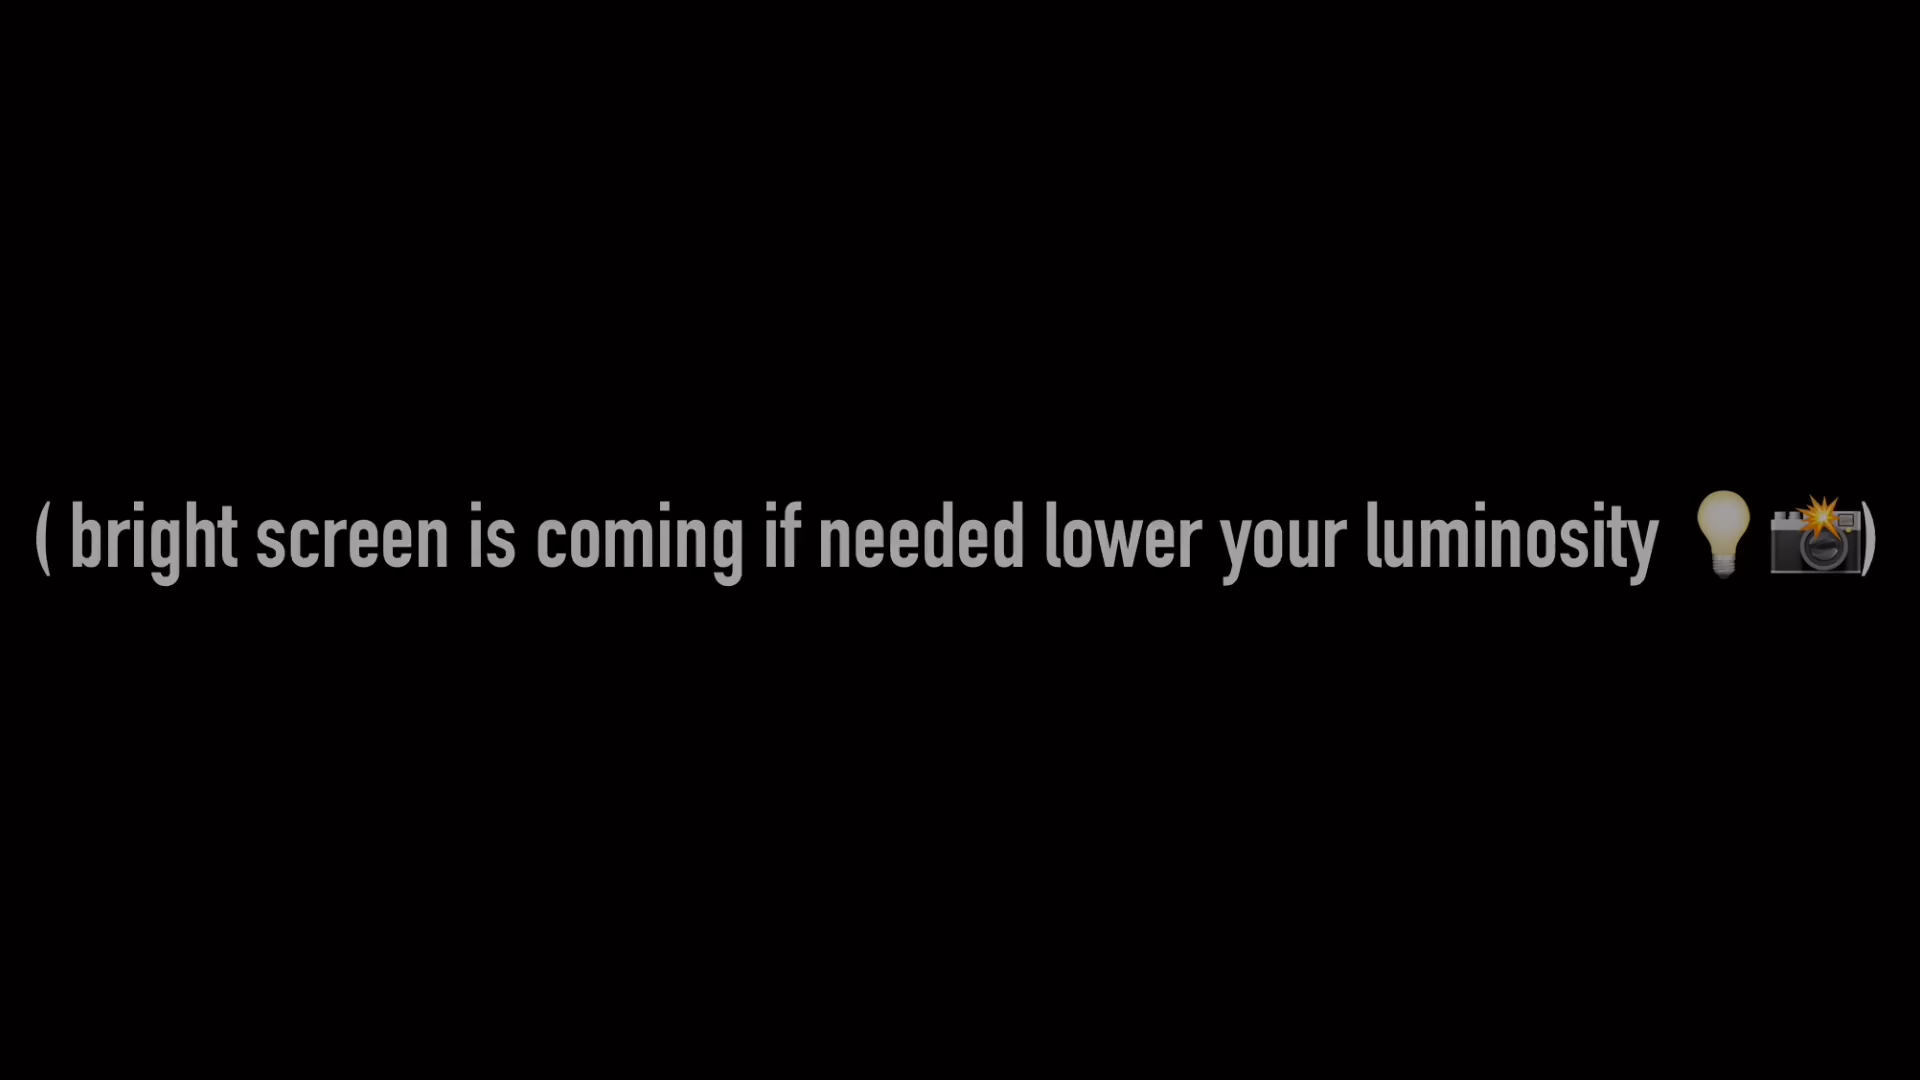 ( bright screen is coming if needed lower your luminosity 💡📸)